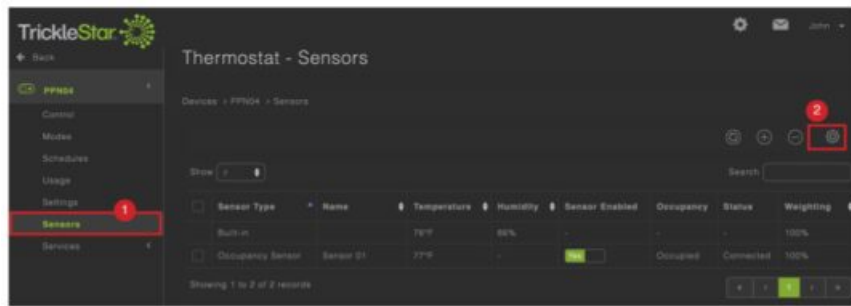 TrickleStar
John
Back
Thermostat - Sensors
PPN04
Devices > PPN04 > Sensors
Control
2
Modes
Schedules
Show
Search
Usage
Settings
1
Sensor Type Name Temperature Humidity Sensor Enabled Occupancy Status Weighting
Sensors
Built-in 76°F 66% - - - 100%
Services
Occupancy Sensor Sensor 01 77°F - Yes Occupied Connected 100%
Showing 1 to 2 of 2 records
1